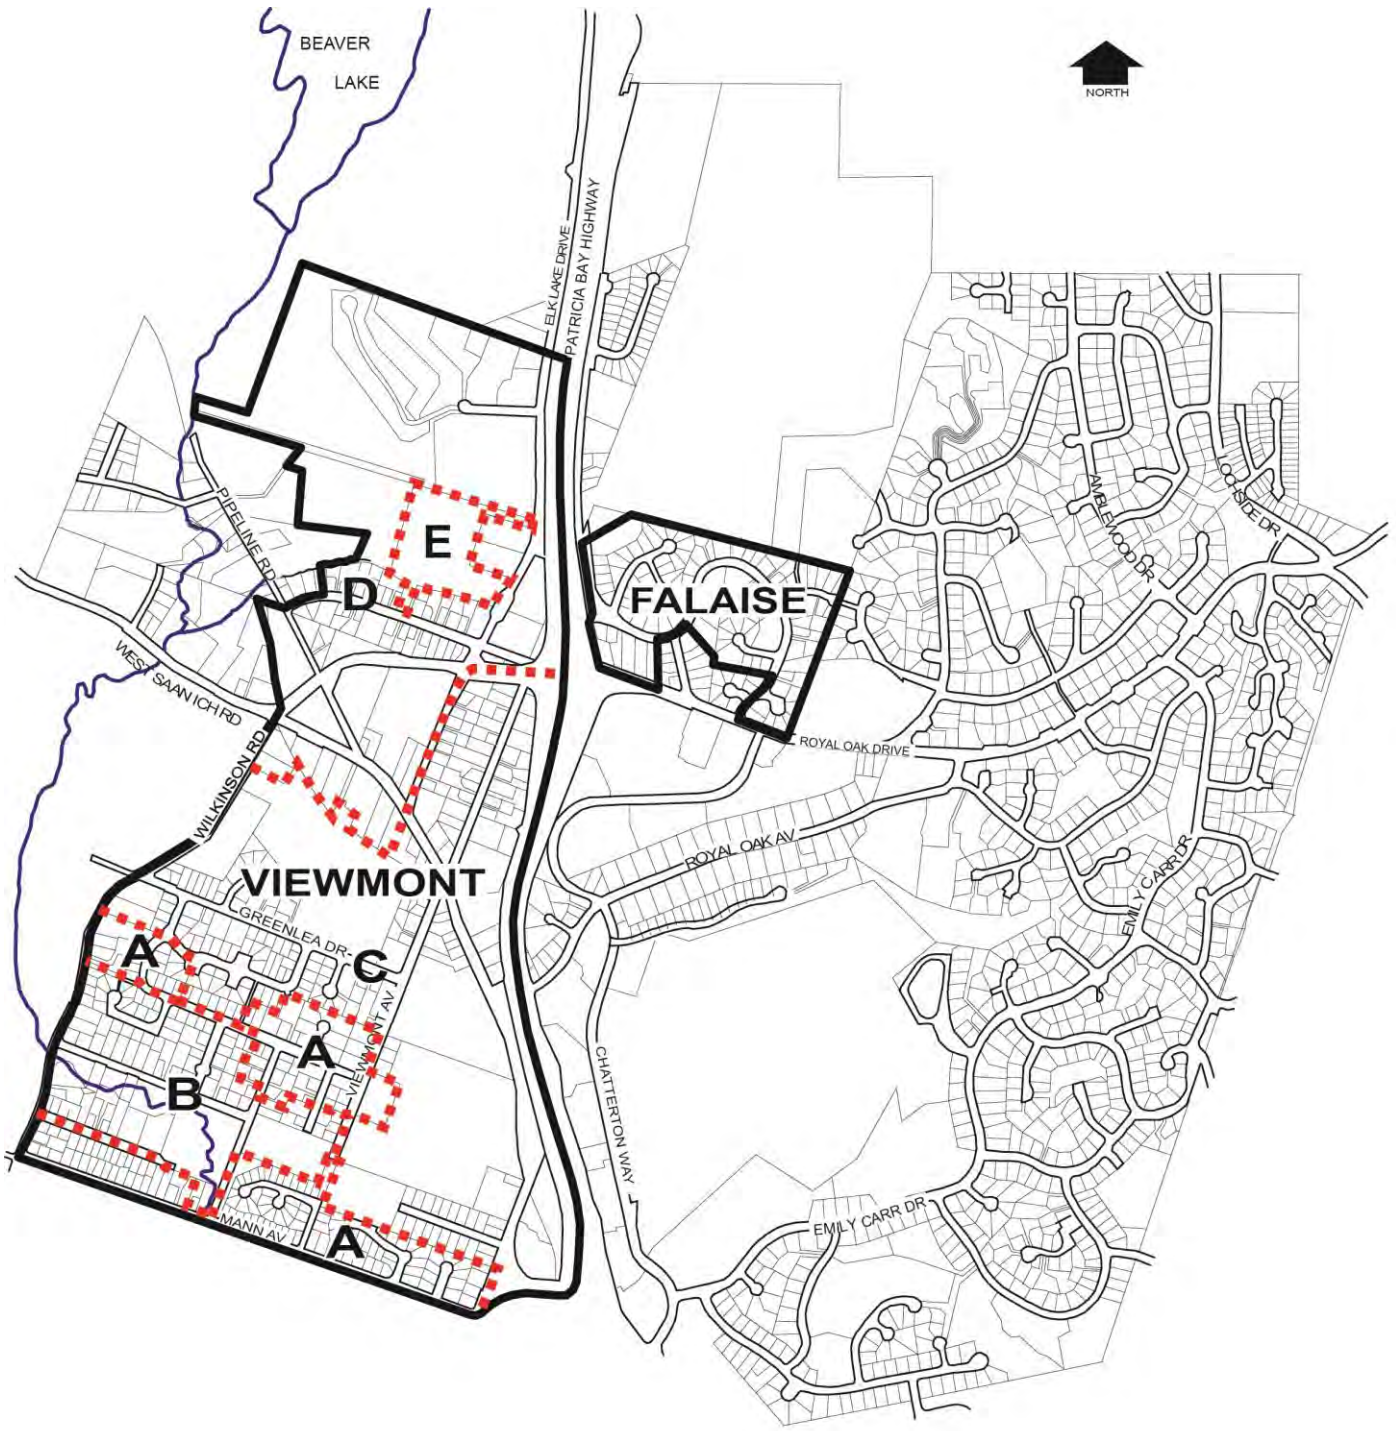 BEAVER
LAKE
NORTH
ELK LAKE DRIVE
PATRICIA BAY HIGHWAY
PIPELINE RD
E
D
FALAISE
AMBLEWOOD DR
LOCHSIDE DR
WEST SAANICH RD
WILKINSON RD
ROYAL OAK DRIVE
ROYAL OAK AV
EMILY CARR DR
VIEWMONT
GREENLEA DR
A
C
VIEWMONT AV
A
B
CHATTERTON WAY
MANN AV
A
EMILY CARR DR